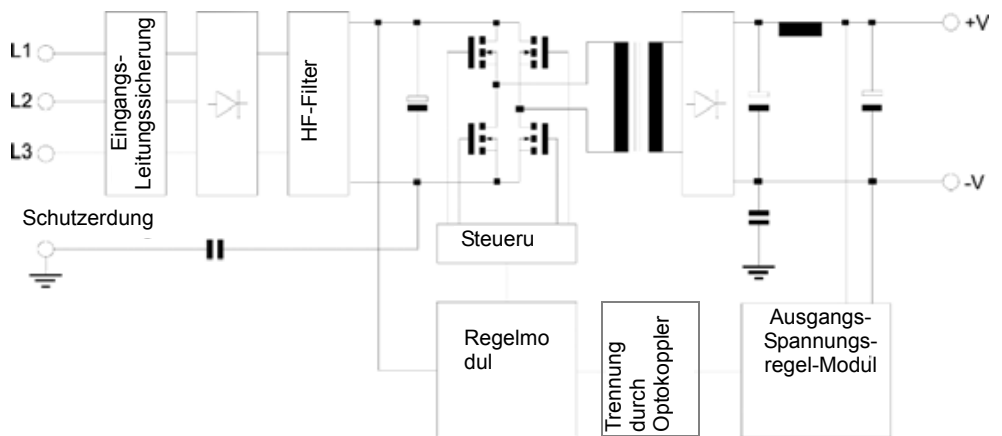 L1
L2
L3
Eingangs-
Leitungssicherung
HF-Filter
+V
-V
Schutzerdung
Steueru
Regelmo
dul
Trennung
durch
Optokoppler
Ausgangs-
Spannungs-
regel-Modul